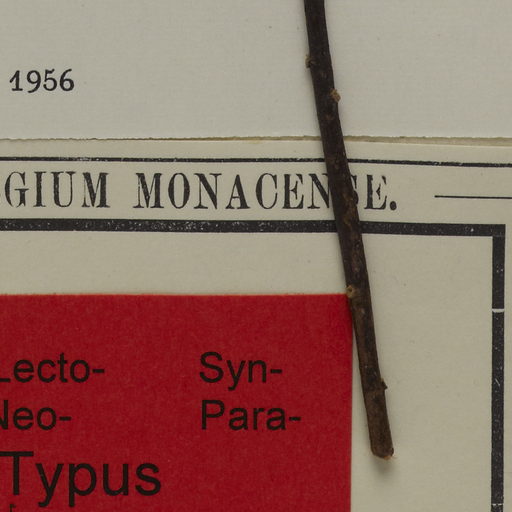 1956
GIUM MONACENSE.
Lecto- Syn-
Neo- Para-
Typus